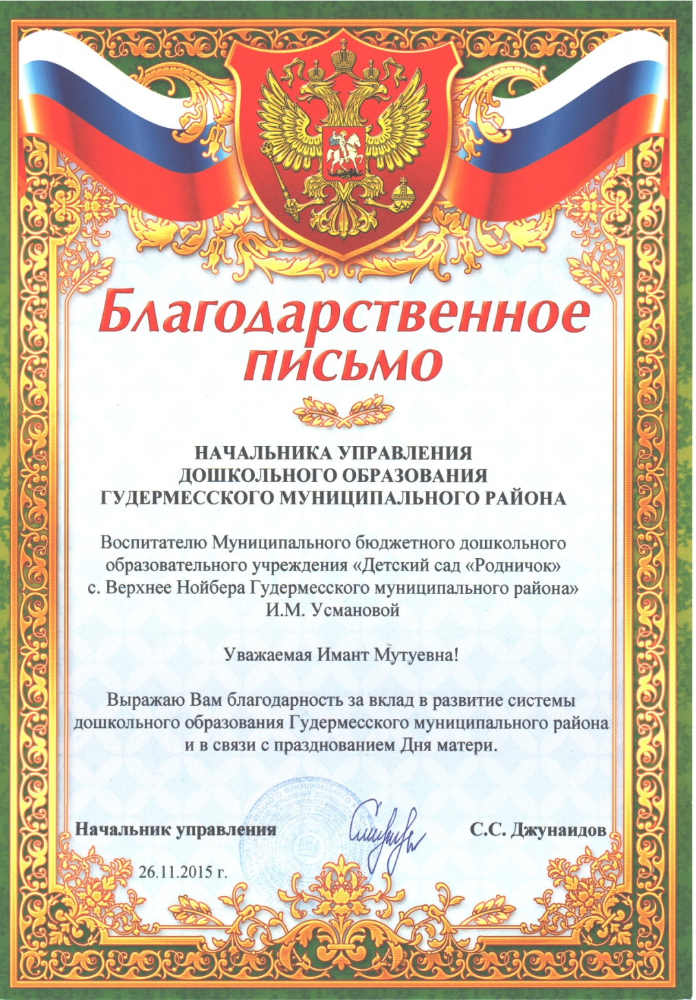 Благодарственное
письмо
НАЧАЛЬНИКА УПРАВЛЕНИЯ
ДОШКОЛЬНОГО ОБРАЗОВАНИЯ
ГУДЕРМЕССКОГО МУНИЦИПАЛЬНОГО РАЙОНА
Воспитателю Муниципального бюджетного дошкольного
образовательного учреждения «Детский сад «Родничок»
с. Верхнее Нойбера Гудермесского муниципального района»
И.М. Усмановой
Уважаемая Имант Мутуевна!
Выражаю Вам благодарность за вклад в развитие системы
дошкольного образования Гудермесского муниципального района
и в связи с празднованием Дня матери.
Начальник управления С.С. Джунаидов
26.11.2015 г.